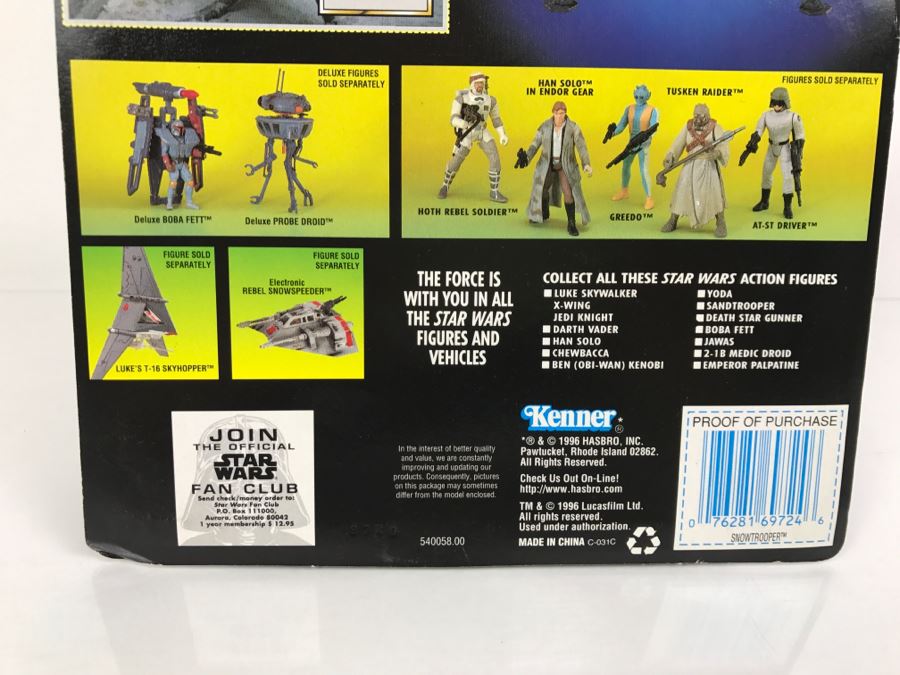 DELUXE FIGURES
SOLD SEPARATELY
Deluxe BOBA FETT™
Deluxe PROBE DROID™
FIGURES SOLD SEPARATELY
HAN SOLO™
IN ENDOR GEAR
TUSKEN RAIDER™
HOTH REBEL SOLDIER™
GREEDO™
AT-ST DRIVER™
FIGURE SOLD
SEPARATELY
LUKE'S T-16 SKYHOPPER™
FIGURE SOLD
SEPARATELY
Electronic
REBEL SNOWSPEEDER™
THE FORCE IS
WITH YOU IN ALL
THE STAR WARS
FIGURES AND
VEHICLES
COLLECT ALL THESE STAR WARS ACTION FIGURES
LUKE SKYWALKER
X-WING
JEDI KNIGHT
DARTH VADER
HAN SOLO
CHEWBACCA
BEN (OBI-WAN) KENOBI
YODA
SANDTROOPER
DEATH STAR GUNNER
BOBA FETT
JAWAS
2-1B MEDIC DROID
EMPEROR PALPATINE
JOIN
THE OFFICIAL
STAR
WARS
FAN CLUB
Send check/money order to:
Star Wars Fan Club
P.O. Box 111000,
Aurora, Colorado 80042
1 year membership $ 12.95
In the interest of better quality
and value, we are constantly
improving and updating our
products. Consequently, pictures
on this package may sometimes
differ from the model enclosed.
540058.00
Kenner ®
*® & © 1996 HASBRO, INC.
Pawtucket, Rhode Island 02862.
All Rights Reserved.
Check Us Out On-Line!
http://www.hasbro.com
TM & © 1996 Lucasfilm Ltd.
All rights reserved.
Used under authorization.
MADE IN CHINA C-031C
PROOF OF PURCHASE
0 76281 69724 6
SNOWTROOPER™